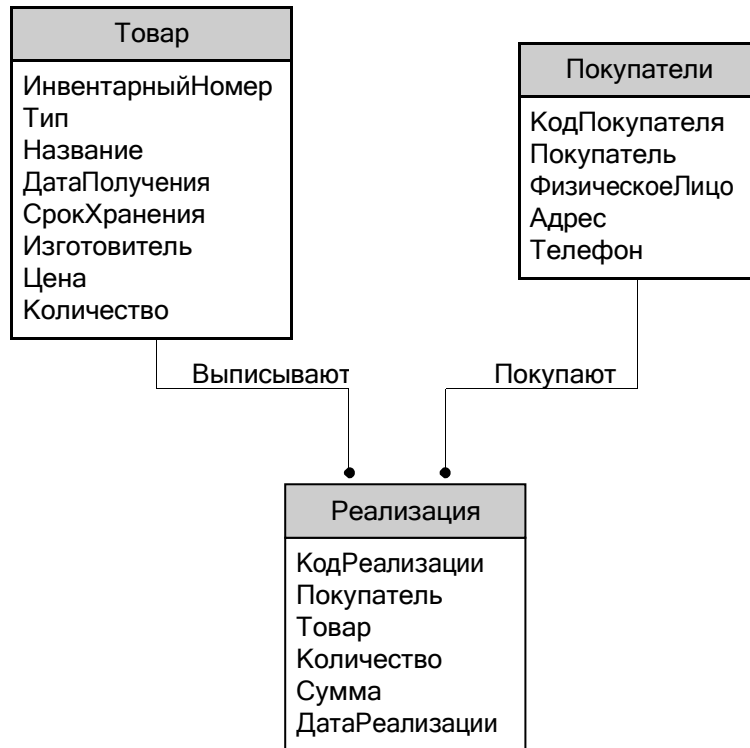 Товар
ИнвентарныйНомер
Тип
Название
ДатаПолучения
СрокХранения
Изготовитель
Цена
Количество
Покупатели
КодПокупателя
Покупатель
ФизическоеЛицо
Адрес
Телефон
Выписывают
Покупают
Реализация
КодРеализации
Покупатель
Товар
Количество
Сумма
ДатаРеализации